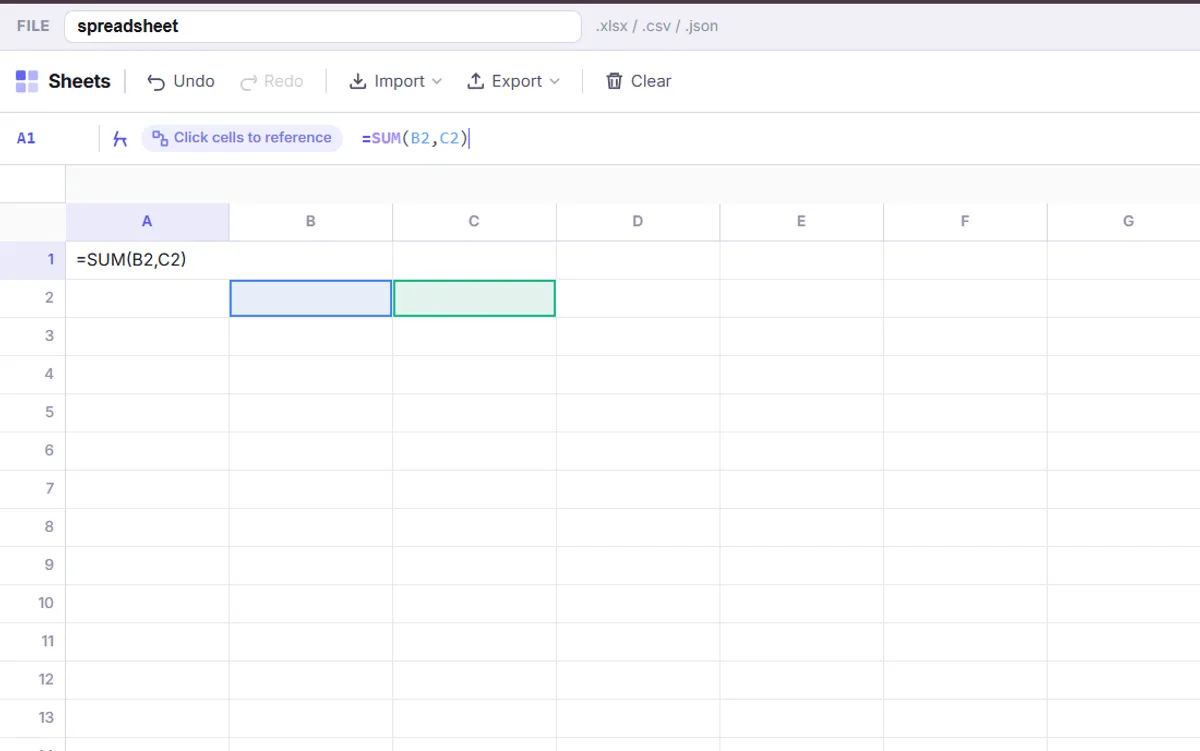 FILE spreadsheet .xlsx / .csv / .json
Sheets Undo Redo Import Export Clear
A1 Click cells to reference =SUM(B2,C2)
A B C D E F G
1 =SUM(B2,C2)
2
3
4
5
6
7
8
9
10
11
12
13